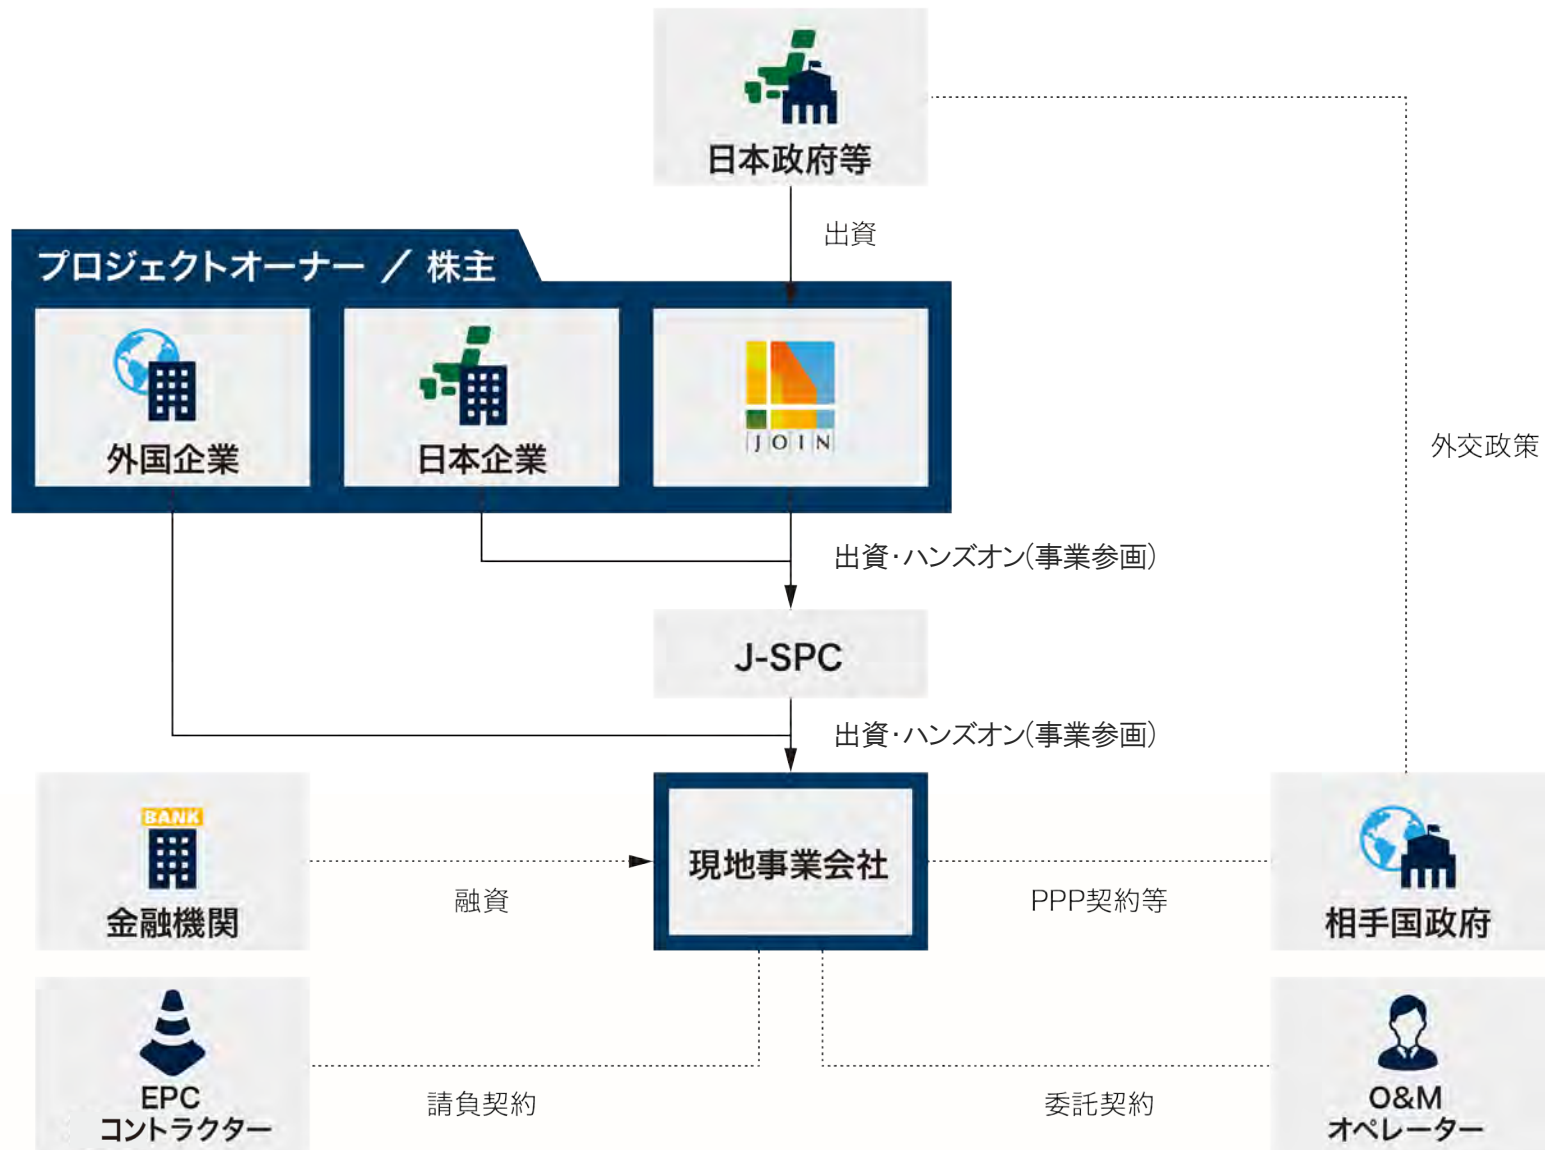 日本政府等
出資
プロジェクトオーナー / 株主
外国企業
日本企業
JOIN
外交政策
出資・ハンズオン(事業参画)
J-SPC
出資・ハンズオン(事業参画)
BANK
金融機関
融資
現地事業会社
PPP契約等
相手国政府
EPC
コントラクター
請負契約
委託契約
O&M
オペレーター